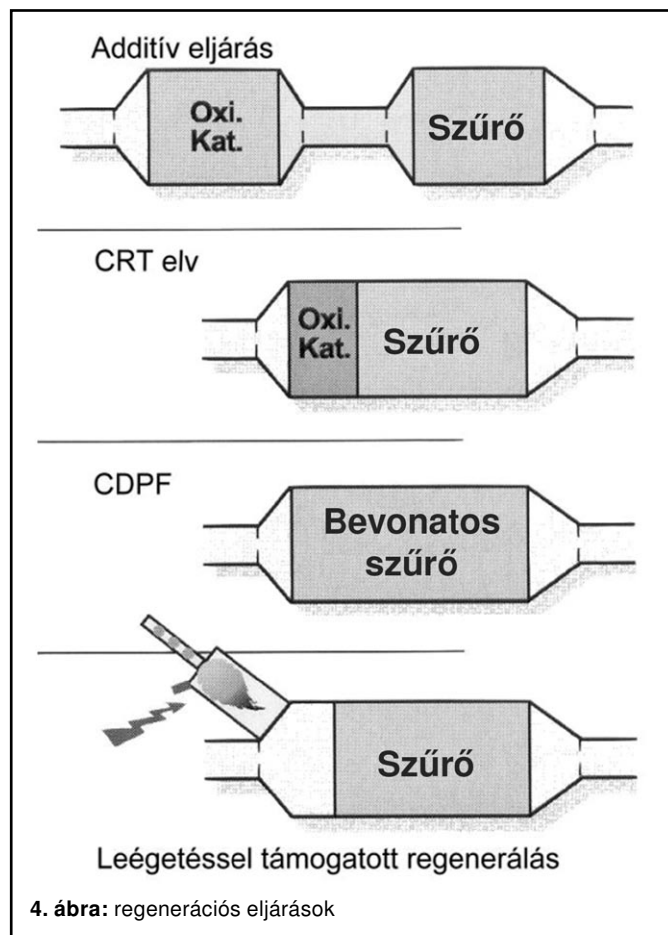 Additív eljárás
Oxi.
Kat.
Szűrő
CRT elv
Oxi.
Kat.
Szűrő
CDPF
Bevonatos
szűrő
Szűrő
Leégetéssel támogatott regenerálás
4. ábra: regenerációs eljárások